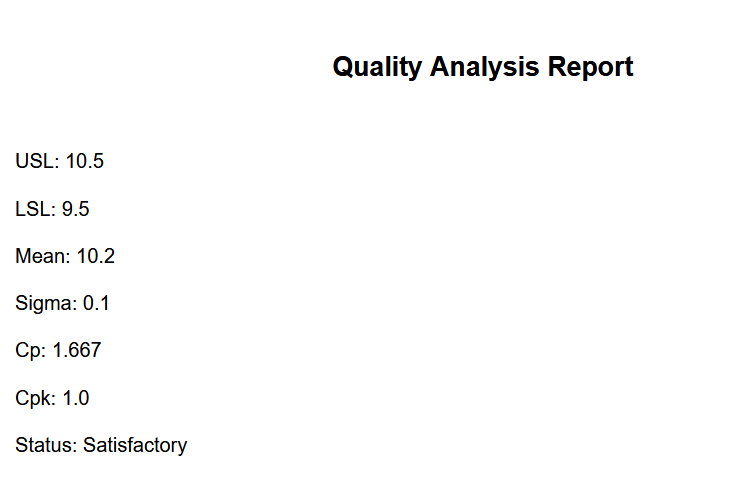 Quality Analysis Report
USL: 10.5
LSL: 9.5
Mean: 10.2
Sigma: 0.1
Cp: 1.667
Cpk: 1.0
Status: Satisfactory